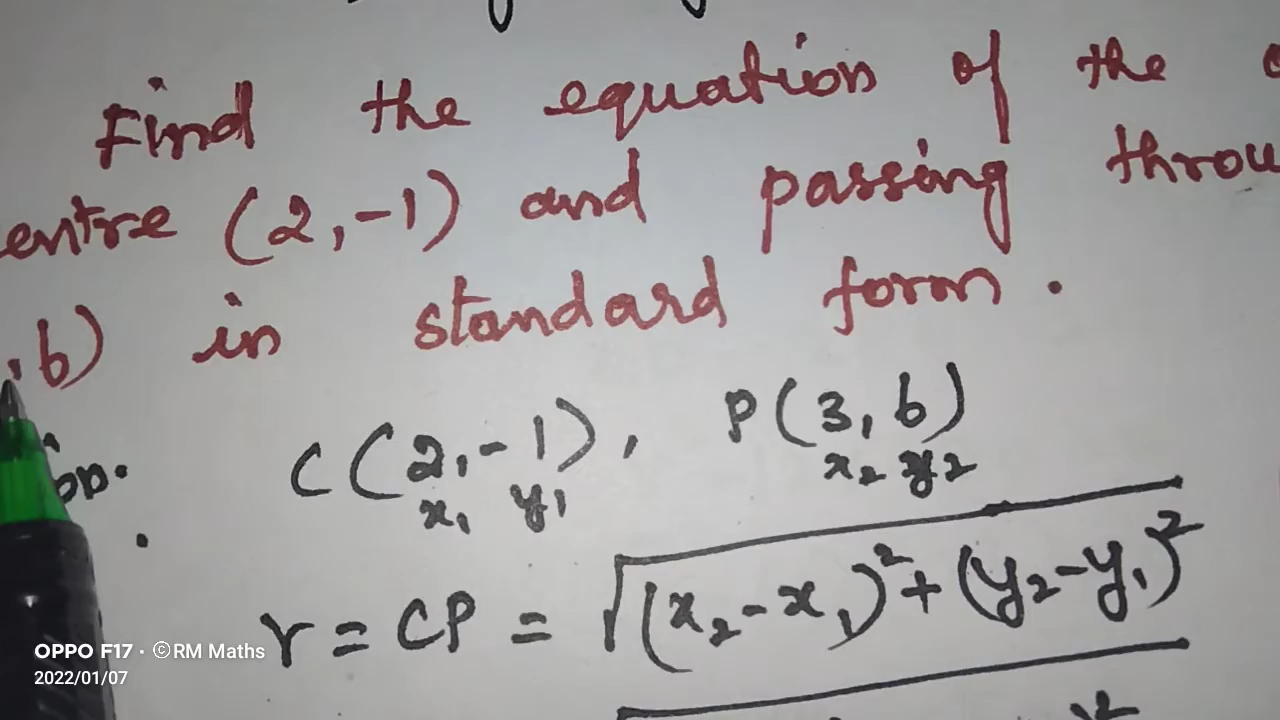 Find the equation of the
entre (2,-1) and passing throu
,6) in standard form.
C(2,-1), P(3,6)
x₁ y₁ x₂ y₂
r = CP = √(x₂-x₁)²+(y₂-y₁)²
OPPO F17 · ©RM Maths
2022/01/07